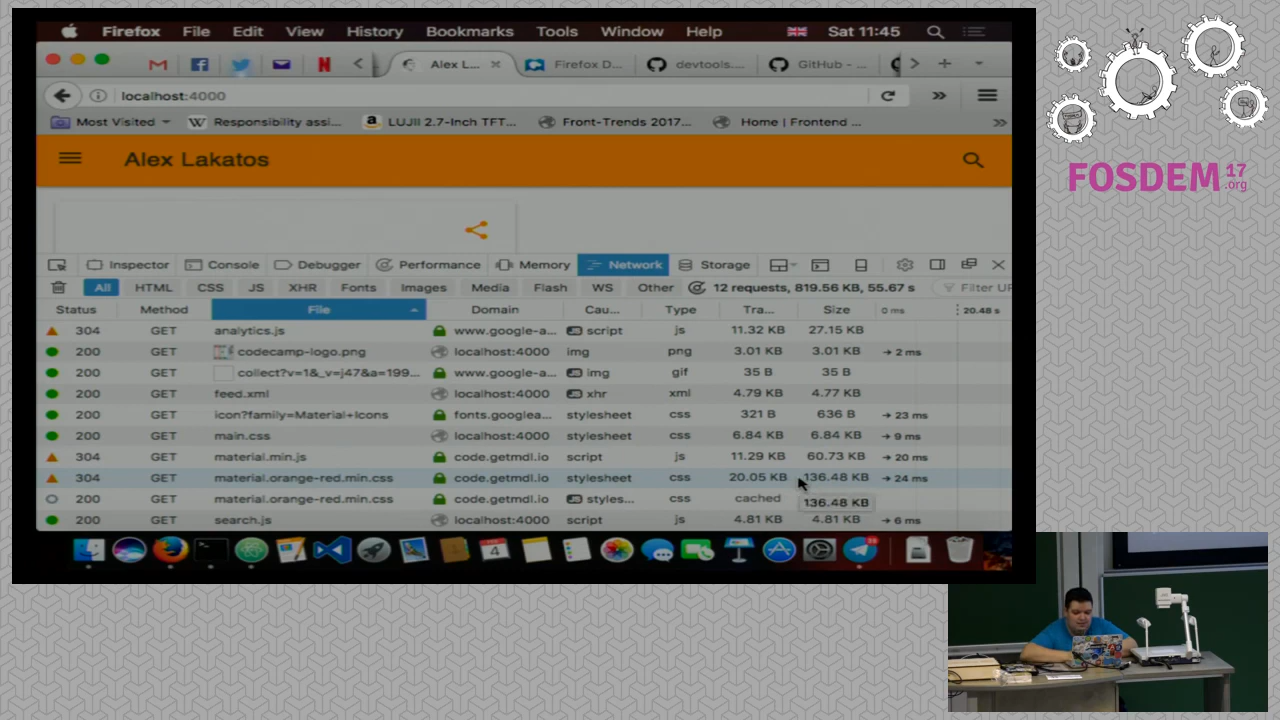 Firefox File Edit View History Bookmarks Tools Window Help Sat 11:45
Alex L... × Firefox D... devtools.... GitHub - ...
localhost:4000
Most Visited Responsibility assi... LUJII 2.7-Inch TFT... Front-Trends 2017... Home | Frontend ...
Alex Lakatos
Inspector Console Debugger Performance Memory Network Storage
All HTML CSS JS XHR Fonts Images Media Flash WS Other 12 requests, 819.56 KB, 55.67 s Filter UR
Status Method File Domain Cau... Type Tra... Size 0 ms 20.48 s
304 GET analytics.js www.google-a... JS script js 11.32 KB 27.15 KB
200 GET codecamp-logo.png localhost:4000 img png 3.01 KB 3.01 KB → 2 ms
200 GET collect?v=1&_v=j47&a=199... www.google-a... JS img gif 35 B 35 B
200 GET feed.xml localhost:4000 JS xhr xml 4.79 KB 4.77 KB
200 GET icon?family=Material+Icons fonts.googlea... stylesheet css 321 B 636 B → 23 ms
200 GET main.css localhost:4000 stylesheet css 6.84 KB 6.84 KB → 9 ms
304 GET material.min.js code.getmdl.io script js 11.29 KB 60.73 KB → 20 ms
304 GET material.orange-red.min.css code.getmdl.io stylesheet css 20.05 KB 136.48 KB → 24 ms
200 GET material.orange-red.min.css code.getmdl.io JS styles... css cached
136.48 KB
200 GET search.js localhost:4000 script js 4.81 KB 4.81 KB → 6 ms
4
FOSDEM 17
.org